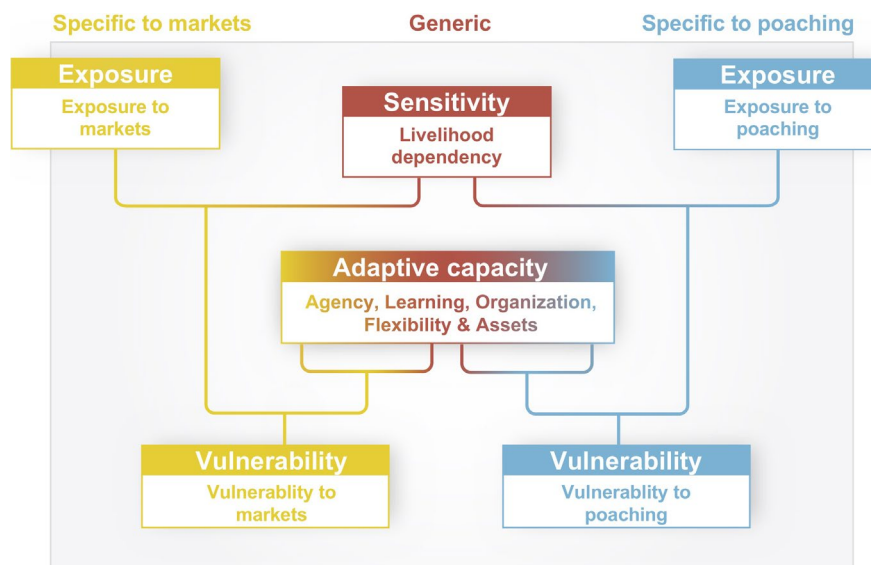 Specific to markets
Generic
Specific to poaching
Exposure
Exposure to
markets
Sensitivity
Livelihood
dependency
Exposure
Exposure to
poaching
Adaptive capacity
Agency, Learning, Organization,
Flexibility & Assets
Vulnerability
Vulnerablity to
markets
Vulnerability
Vulnerablity to
poaching